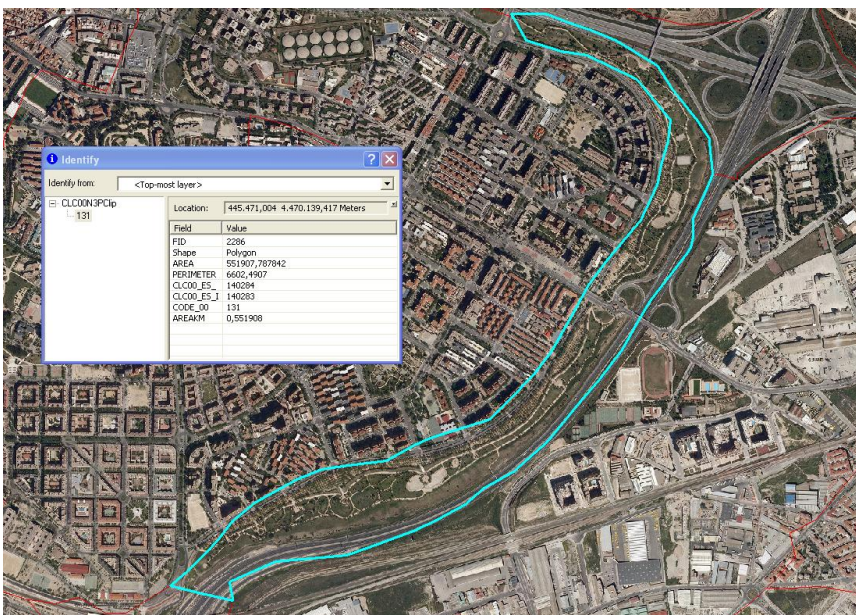 Identify
Identify from: <Top-most layer>
CLC00N3PClip
131
Location: 445.471,004 4.470.139,417 Meters
Field Value
FID 2286
Shape Polygon
AREA 551907,787842
PERIMETER 6602,4907
CLC00_ES_ 140284
CLC00_ES_I 140283
CODE_00 131
AREAKM 0,551908